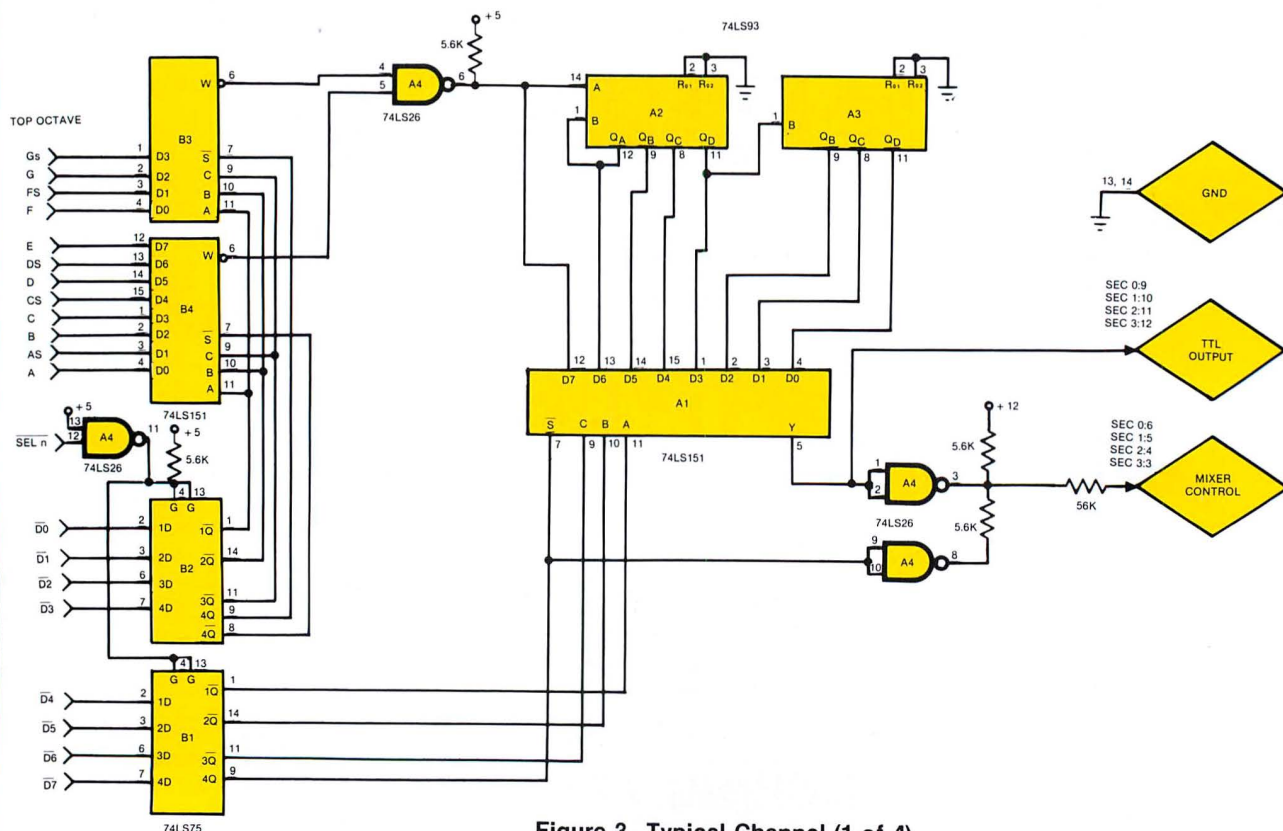 + 5
5.6K
74LS93
W 6
4
5
A4
6
74LS26
14 A
1 B
A2
2 3
R01 R02
QA QB QC QD
12 9 8 11
1 B
A3
2 3
R01 R02
QB QC QD
9 8 11
TOP OCTAVE
B3
Gs 1 D3
G 2 D2
FS 3 D1
F 4 D0
S̅ 7
C 9
B 10
A 11
E 12 D7
DS 13 D6
D 14 D5
CS 15 D4
C 1 D3
B 2 D2
AS 3 D1
A 4 D0
B4
W 6
S̅ 7
C 9
B 10
A 11
74LS151
13, 14
GND
SEC 0:9
SEC 1:10
SEC 2:11
SEC 3:12
TTL
OUTPUT
12 13 14 15 1 2 3 4
D7 D6 D5 D4 D3 D2 D1 D0
A1
S̅ C B A Y
7 9 10 11 5
74LS151
+ 5
13
12
S̅E̅L̅ n̅
A4
11
74LS26
+ 5
5.6K
+ 12
5.6K
1
2
A4
3
74LS26
5.6K
56K
SEC 0:6
SEC 1:5
SEC 2:4
SEC 3:3
MIXER
CONTROL
9
10
A4
8
4 13
G G
D̅0̅ 2 1D
D̅1̅ 3 2D
D̅2̅ 6 3D
D̅3̅ 7 4D
B2
1Q̅ 1
2Q̅ 14
3Q̅ 11
4Q 9
4Q̅ 8
4 13
G G
D̅4̅ 2 1D
D̅5̅ 3 2D
D̅6̅ 6 3D
D̅7̅ 7 4D
B1
1Q̅ 1
2Q̅ 14
3Q̅ 11
4Q 9
74LS75
Figure 3. Typical Channel (1 of 4)